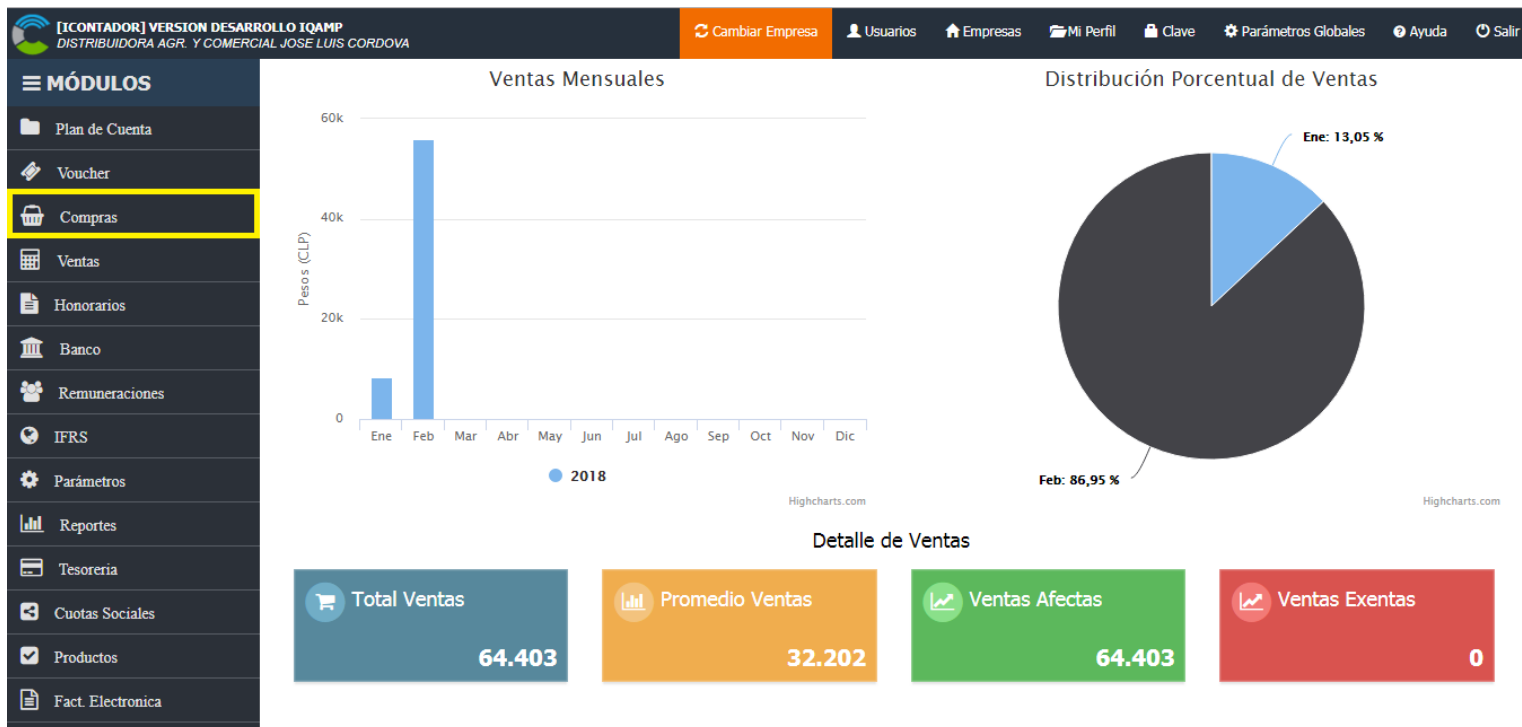 [ICONTADOR] VERSION DESARROLLO IQAMP
DISTRIBUIDORA AGR. Y COMERCIAL JOSE LUIS CORDOVA
Cambiar Empresa
Usuarios
Empresas
Mi Perfil
Clave
Parámetros Globales
Ayuda
Salir
MÓDULOS
Plan de Cuenta
Voucher
Compras
Ventas
Honorarios
Banco
Remuneraciones
IFRS
Parámetros
Reportes
Tesoreria
Cuotas Sociales
Productos
Fact. Electronica
Ventas Mensuales
Pesos (CLP)
60k
40k
20k
0
Ene Feb Mar Abr May Jun Jul Ago Sep Oct Nov Dic
2018
Highcharts.com
Distribución Porcentual de Ventas
Ene: 13,05 %
Feb: 86,95 %
Highcharts.com
Detalle de Ventas
Total Ventas
64.403
Promedio Ventas
32.202
Ventas Afectas
64.403
Ventas Exentas
0